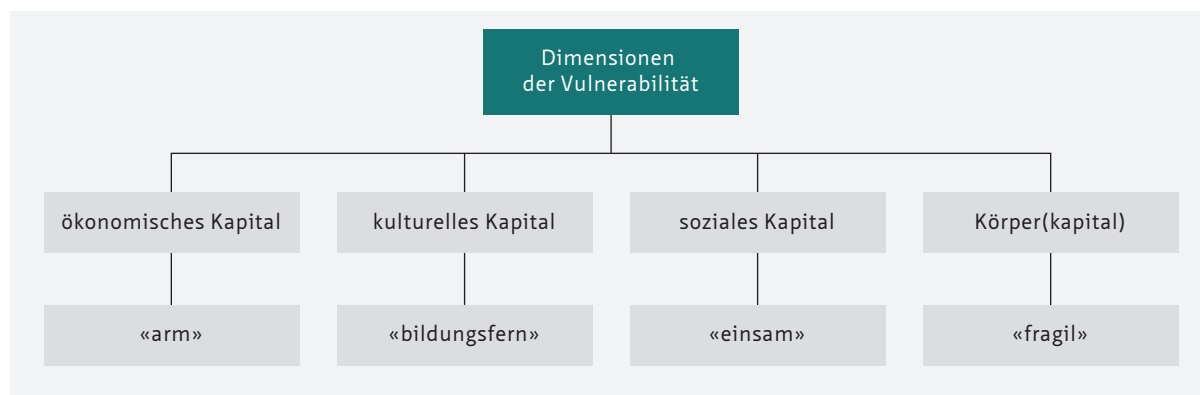 Dimensionen
der Vulnerabilität
ökonomisches Kapital
kulturelles Kapital
soziales Kapital
Körper(kapital)
«arm»
«bildungsfern»
«einsam»
«fragil»